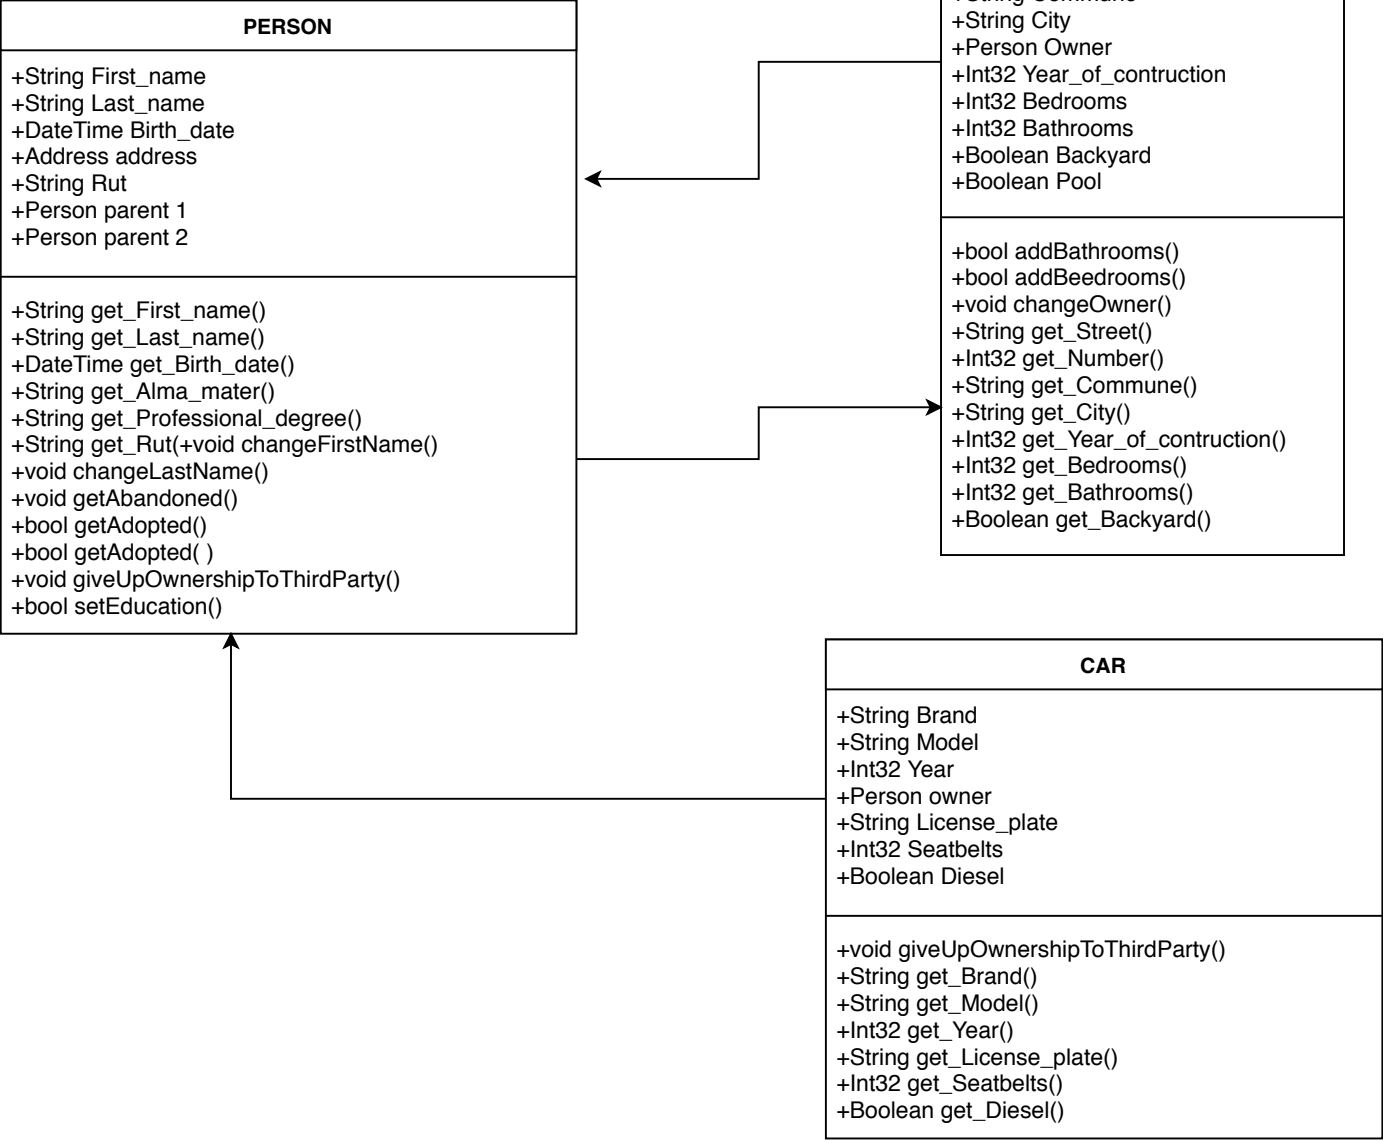 PERSON
+String First_name
+String Last_name
+DateTime Birth_date
+Address address
+String Rut
+Person parent 1
+Person parent 2
+String get_First_name()
+String get_Last_name()
+DateTime get_Birth_date()
+String get_Alma_mater()
+String get_Professional_degree()
+String get_Rut(+void changeFirstName()
+void changeLastName()
+void getAbandoned()
+bool getAdopted()
+bool getAdopted( )
+void giveUpOwnershipToThirdParty()
+bool setEducation()
+String Commune
+String City
+Person Owner
+Int32 Year_of_contruction
+Int32 Bedrooms
+Int32 Bathrooms
+Boolean Backyard
+Boolean Pool
+bool addBathrooms()
+bool addBeedrooms()
+void changeOwner()
+String get_Street()
+Int32 get_Number()
+String get_Commune()
+String get_City()
+Int32 get_Year_of_contruction()
+Int32 get_Bedrooms()
+Int32 get_Bathrooms()
+Boolean get_Backyard()
CAR
+String Brand
+String Model
+Int32 Year
+Person owner
+String License_plate
+Int32 Seatbelts
+Boolean Diesel
+void giveUpOwnershipToThirdParty()
+String get_Brand()
+String get_Model()
+Int32 get_Year()
+String get_License_plate()
+Int32 get_Seatbelts()
+Boolean get_Diesel()